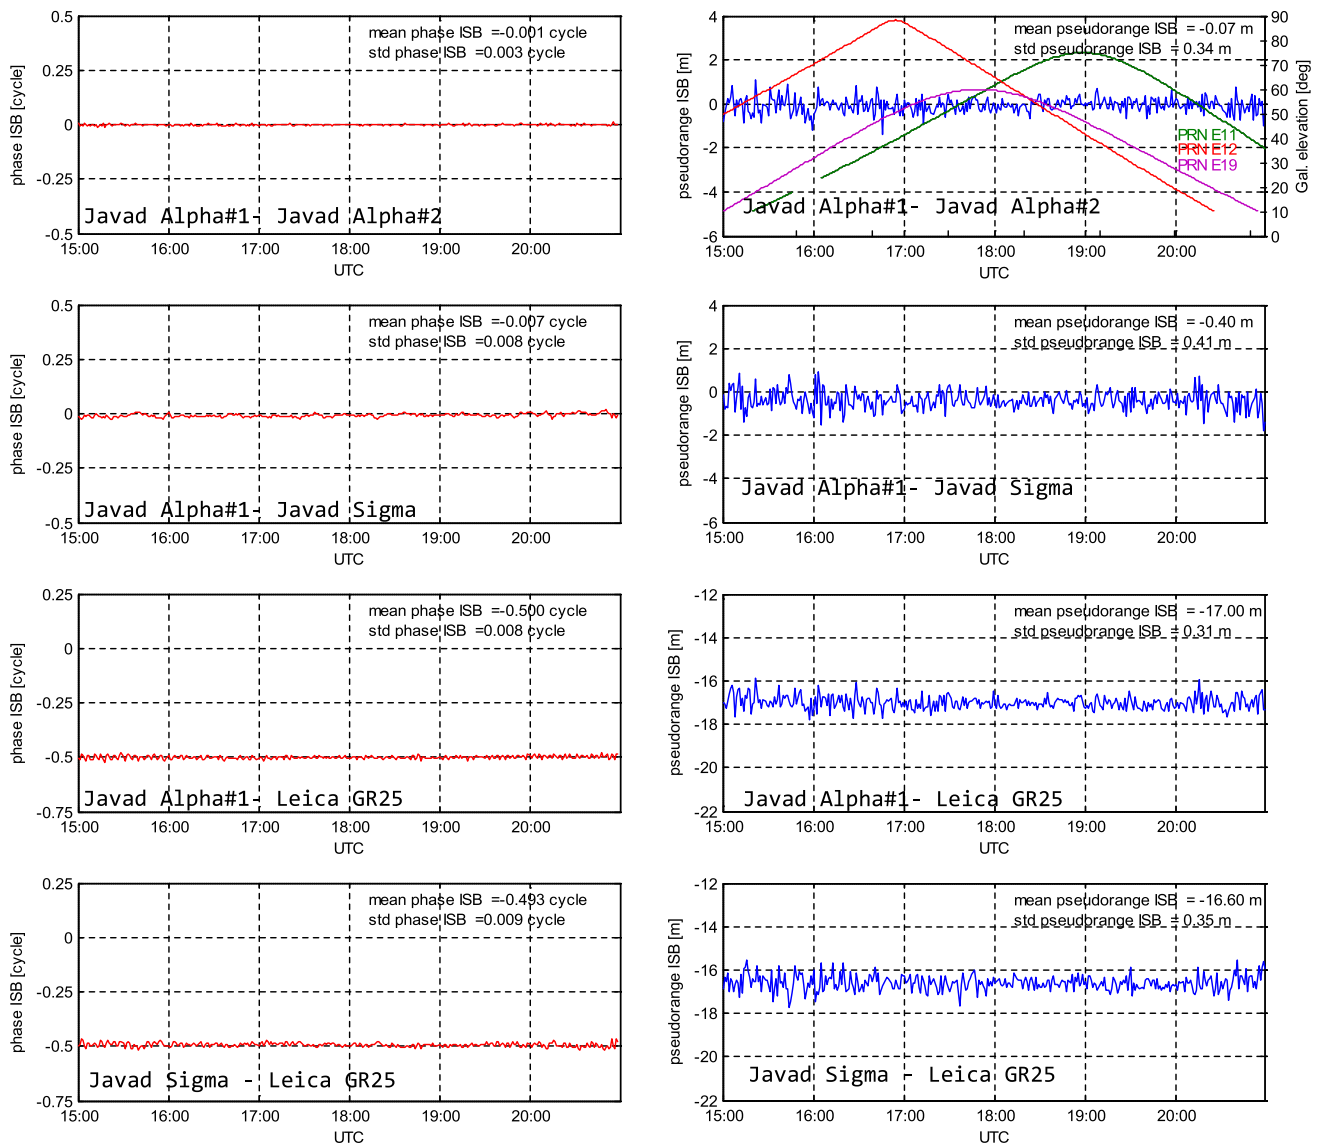 0.5
0.25
0
-0.25
-0.5
phase ISB [cycle]
mean phase ISB =-0.001 cycle
std phase ISB =0.003 cycle
Javad Alpha#1- Javad Alpha#2
15:00 16:00 17:00 18:00 19:00 20:00
UTC
4
2
0
-2
-4
-6
pseudorange ISB [m]
mean pseudorange ISB = -0.07 m
std pseudorange ISB = 0.34 m
PRN E11
PRN E12
PRN E19
Javad Alpha#1- Javad Alpha#2
90
75
60
50
40
30
20
10
0
Gal. elevation [deg]
15:00 16:00 17:00 18:00 19:00 20:00
UTC
0.5
0.25
0
-0.25
-0.5
phase ISB [cycle]
mean phase ISB =-0.007 cycle
std phase ISB =0.008 cycle
Javad Alpha#1- Javad Sigma
15:00 16:00 17:00 18:00 19:00 20:00
UTC
4
2
0
-2
-4
-6
pseudorange ISB [m]
mean pseudorange ISB = -0.40 m
std pseudorange ISB = 0.41 m
Javad Alpha#1- Javad Sigma
15:00 16:00 17:00 18:00 19:00 20:00
UTC
0.25
0
-0.25
-0.5
-0.75
phase ISB [cycle]
mean phase ISB =-0.500 cycle
std phase ISB =0.008 cycle
Javad Alpha#1- Leica GR25
15:00 16:00 17:00 18:00 19:00 20:00
UTC
-12
-14
-16
-18
-20
-22
pseudorange ISB [m]
mean pseudorange ISB = -17.00 m
std pseudorange ISB = 0.31 m
Javad Alpha#1- Leica GR25
15:00 16:00 17:00 18:00 19:00 20:00
UTC
0.25
0
-0.25
-0.5
-0.75
phase ISB [cycle]
mean phase ISB =-0.493 cycle
std phase ISB =0.009 cycle
Javad Sigma - Leica GR25
15:00 16:00 17:00 18:00 19:00 20:00
UTC
-12
-14
-16
-18
-20
-22
pseudorange ISB [m]
mean pseudorange ISB = -16.60 m
std pseudorange ISB = 0.35 m
Javad Sigma - Leica GR25
15:00 16:00 17:00 18:00 19:00 20:00
UTC